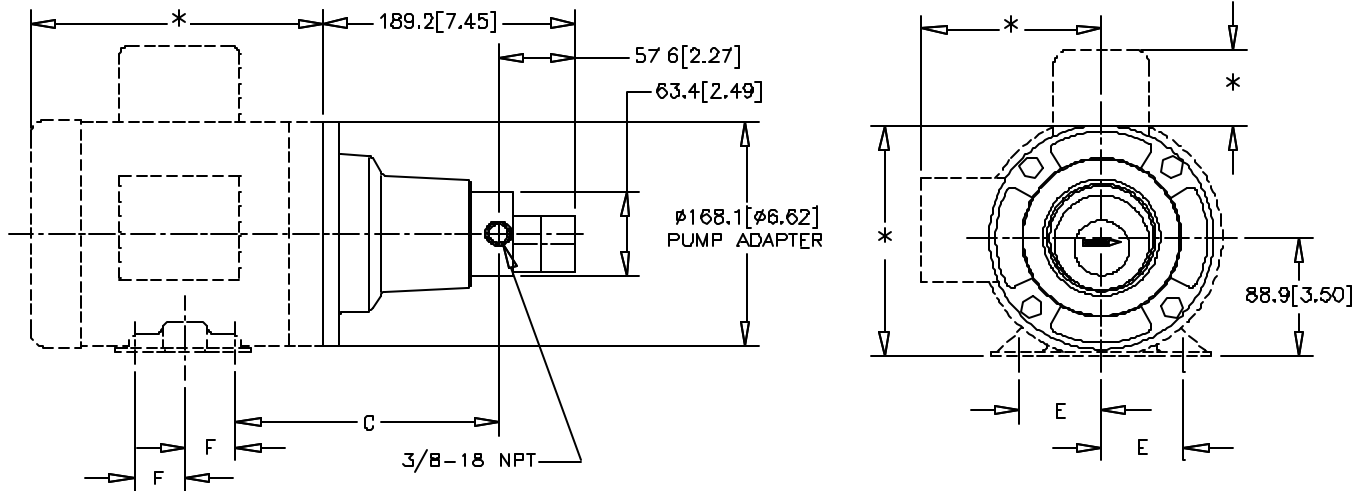 *
189.2[7.45]
57 6[2.27]
63.4[2.49]
ø168.1[ø6.62]
PUMP ADAPTER
C
F
F
3/8-18 NPT
*
*
*
88.9[3.50]
E
E